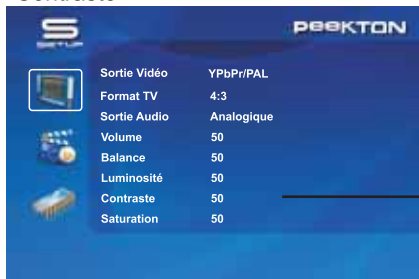 S
SETUP
PEEKTON
Sortie Vidéo YPbPr/PAL
Format TV 4:3
Sortie Audio Analogique
Volume 50
Balance 50
Luminosité 50
Contraste 50
Saturation 50